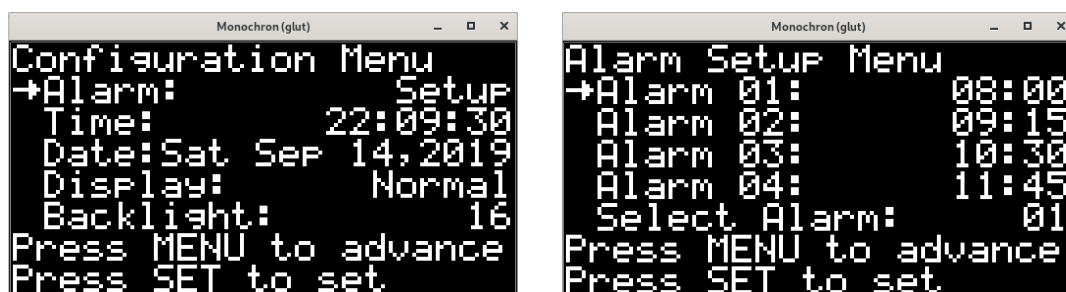 Monochron (glut)
Configuration Menu
Alarm: Setup
Time: 22:09:30
Date:Sat Sep 14,2019
Display: Normal
Backlight: 16
Press MENU to advance
Press SET to set
Monochron (glut)
Alarm Setup Menu
Alarm 01: 08:00
Alarm 02: 09:15
Alarm 03: 10:30
Alarm 04: 11:45
Select Alarm: 01
Press MENU to advance
Press SET to set